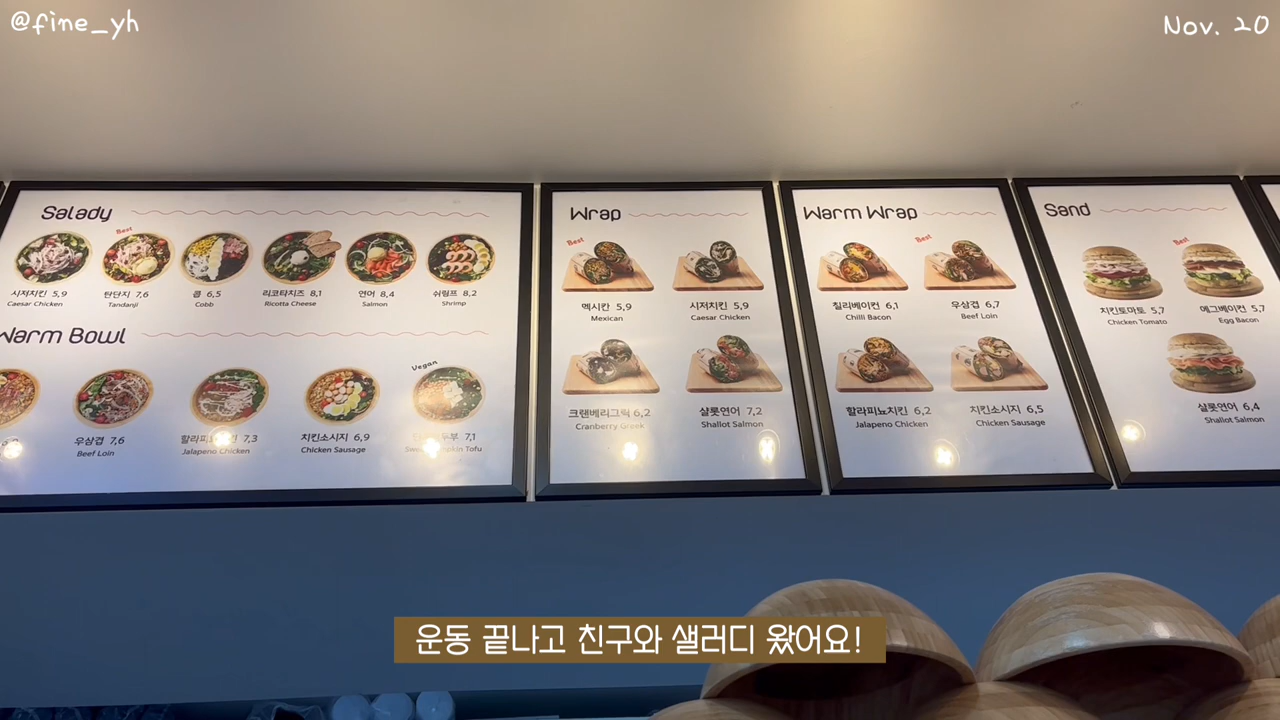 @fine_yh
Nov. 20
Salady
Best
시저치킨 5,9
Caesar Chicken
탄단지 7,6
Tandanji
콥 6,5
Cobb
리코타치즈 8,1
Ricotta Cheese
연어 8,4
Salmon
쉬림프 8,2
Shrimp
Warm Bowl
우삼겹 7,6
Beef Loin
7,3
Jalapeno Chicken
치킨소시지 6,9
Chicken Sausage
Vegan
두부 7,1
Tofu
Wrap
Best
멕시칸 5,9
Mexican
시저치킨 5,9
Caesar Chicken
크랜베리그릭 6,2
Cranberry Greek
샬롯연어 7,2
Shallot Salmon
Warm Wrap
칠리베이컨 6,1
Chilli Bacon
Best
우삼겹 6,7
Beef Loin
할라피뇨치킨 6,2
Jalapeno Chicken
치킨소시지 6,5
Chicken Sausage
Sand
치킨토마토 5,7
Chicken Tomato
Best
에그베이컨 5,7
Egg Bacon
샬롯연어 6,4
Shallot Salmon
운동 끝나고 친구와 샐러디 왔어요!